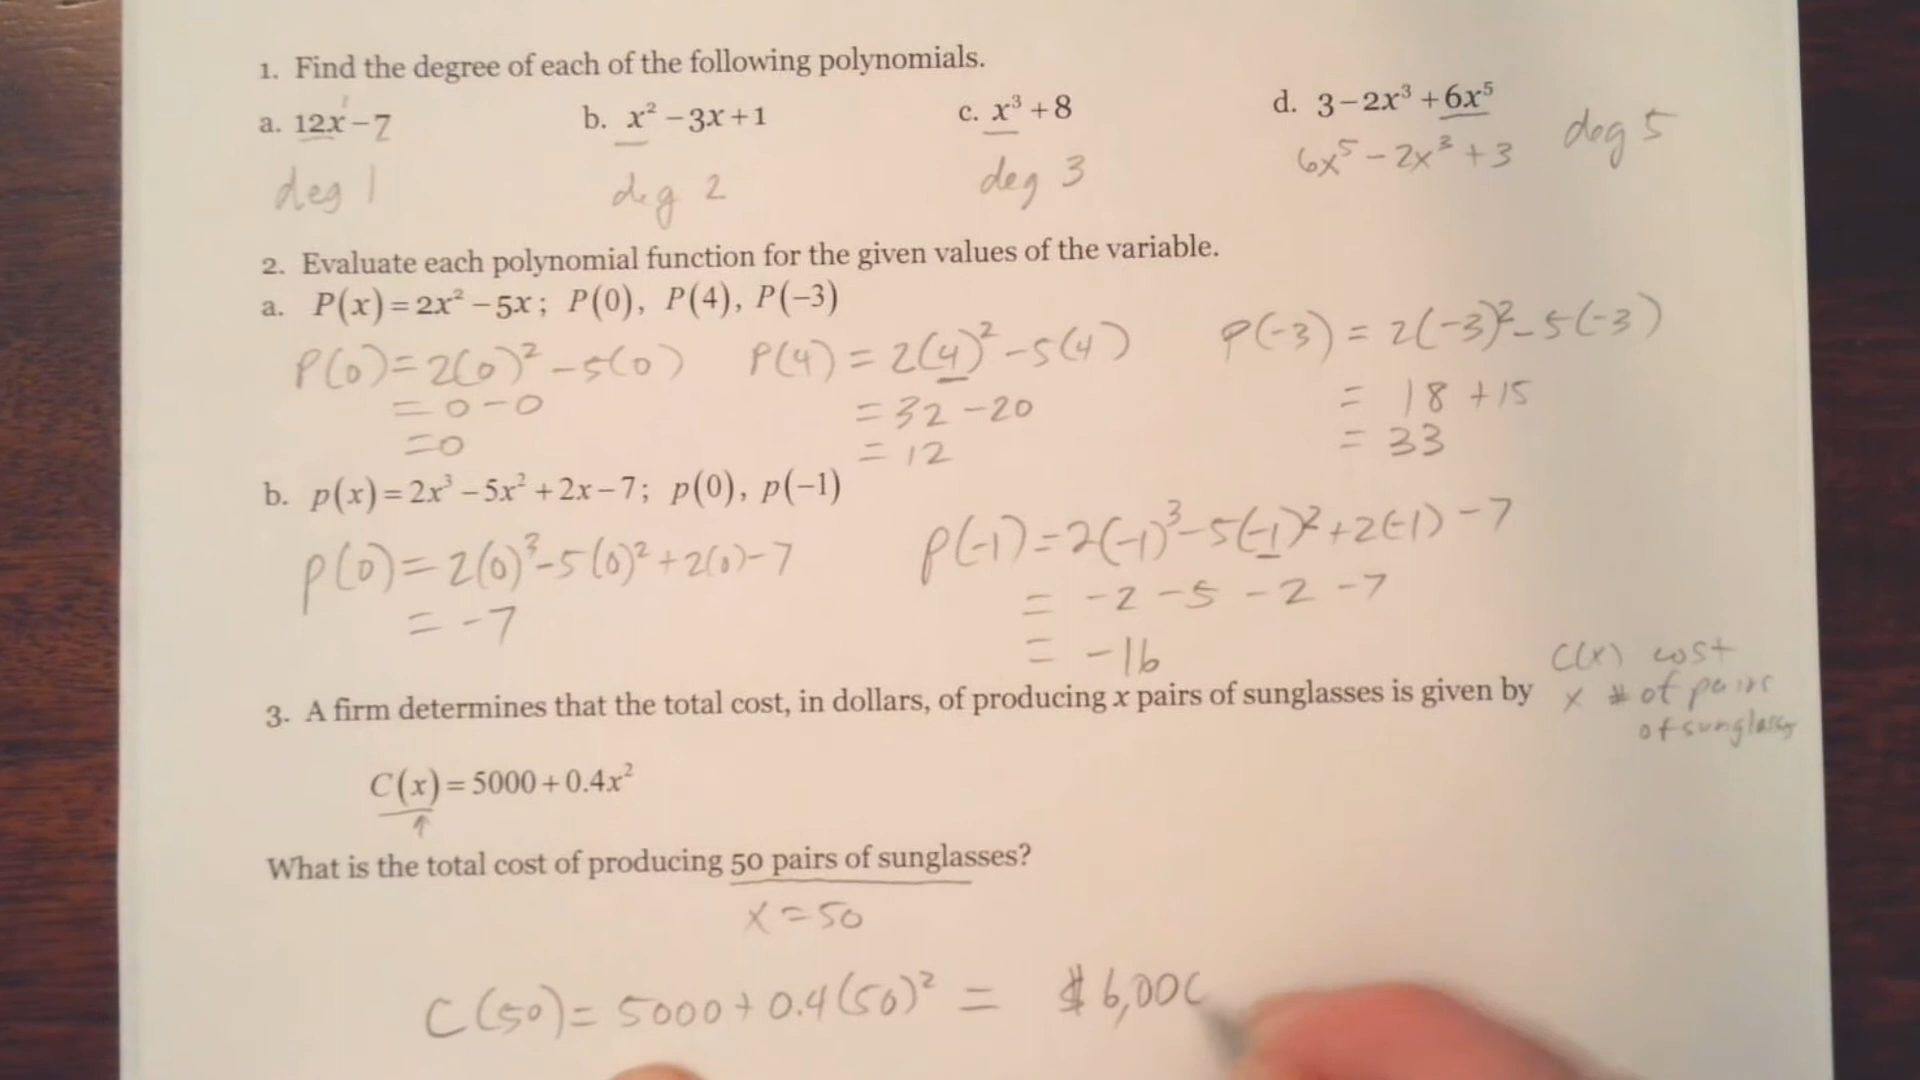 1. Find the degree of each of the following polynomials.
a. 12x¹ − 7 b. x² − 3x + 1 c. x³ + 8 d. 3 − 2x³ + 6x⁵
deg 1 deg 2 deg 3 6x⁵ − 2x³ + 3 deg 5
2. Evaluate each polynomial function for the given values of the variable.
a. P(x) = 2x² − 5x; P(0), P(4), P(−3)
P(0) = 2(0)² − 5(0) P(4) = 2(4)² − 5(4) P(−3) = 2(−3)² − 5(−3)
= 0 − 0 = 32 − 20 = 18 + 15
= 0 = 12 = 33
b. p(x) = 2x³ − 5x² + 2x − 7; p(0), p(−1)
p(0) = 2(0)³ − 5(0)² + 2(0) − 7 p(−1) = 2(−1)³ − 5(−1)² + 2(−1) − 7
= −7 = −2 − 5 − 2 − 7
= −16
C(x) cost
3. A firm determines that the total cost, in dollars, of producing x pairs of sunglasses is given by x # of pairs
of sunglasses
C(x) = 5000 + 0.4x²
↑
What is the total cost of producing 50 pairs of sunglasses?
x = 50
C(50) = 5000 + 0.4(50)² = $6,000